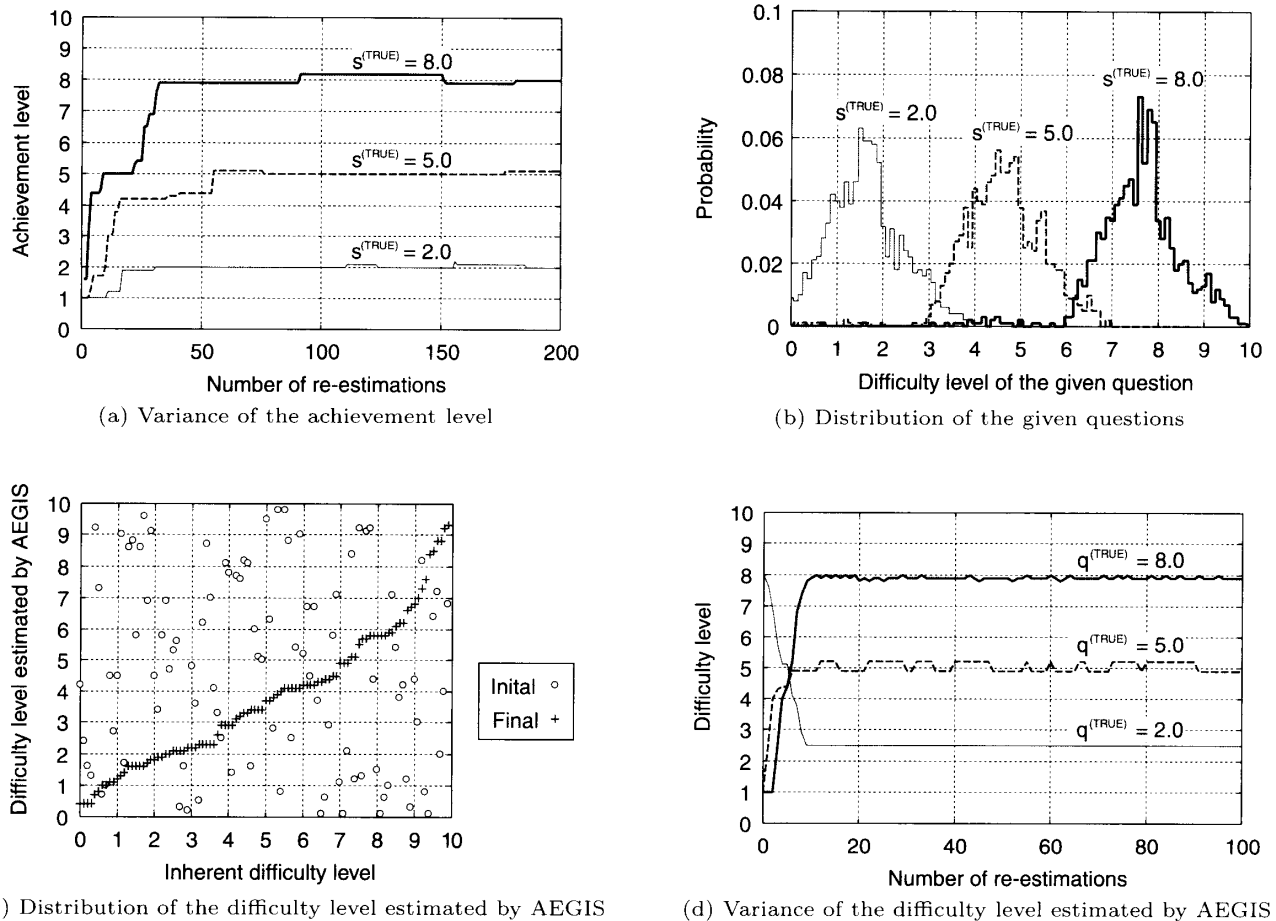 10
9
8
7
6
5
4
3
2
1
0
Achievement level
s(TRUE) = 8.0
s(TRUE) = 5.0
s(TRUE) = 2.0
0 50 100 150 200
Number of re-estimations
(a) Variance of the achievement level
0.1
0.08
0.06
0.04
0.02
0
Probability
s(TRUE) = 2.0
s(TRUE) = 5.0
s(TRUE) = 8.0
0 1 2 3 4 5 6 7 8 9 10
Difficulty level of the given question
(b) Distribution of the given questions
10
9
8
7
6
5
4
3
2
1
0
Difficulty level estimated by AEGIS
0 1 2 3 4 5 6 7 8 9 10
Inherent difficulty level
Inital
Final
) Distribution of the difficulty level estimated by AEGIS
10
9
8
7
6
5
4
3
2
1
0
Difficulty level
q(TRUE) = 8.0
q(TRUE) = 5.0
q(TRUE) = 2.0
0 20 40 60 80 100
Number of re-estimations
(d) Variance of the difficulty level estimated by AEGIS